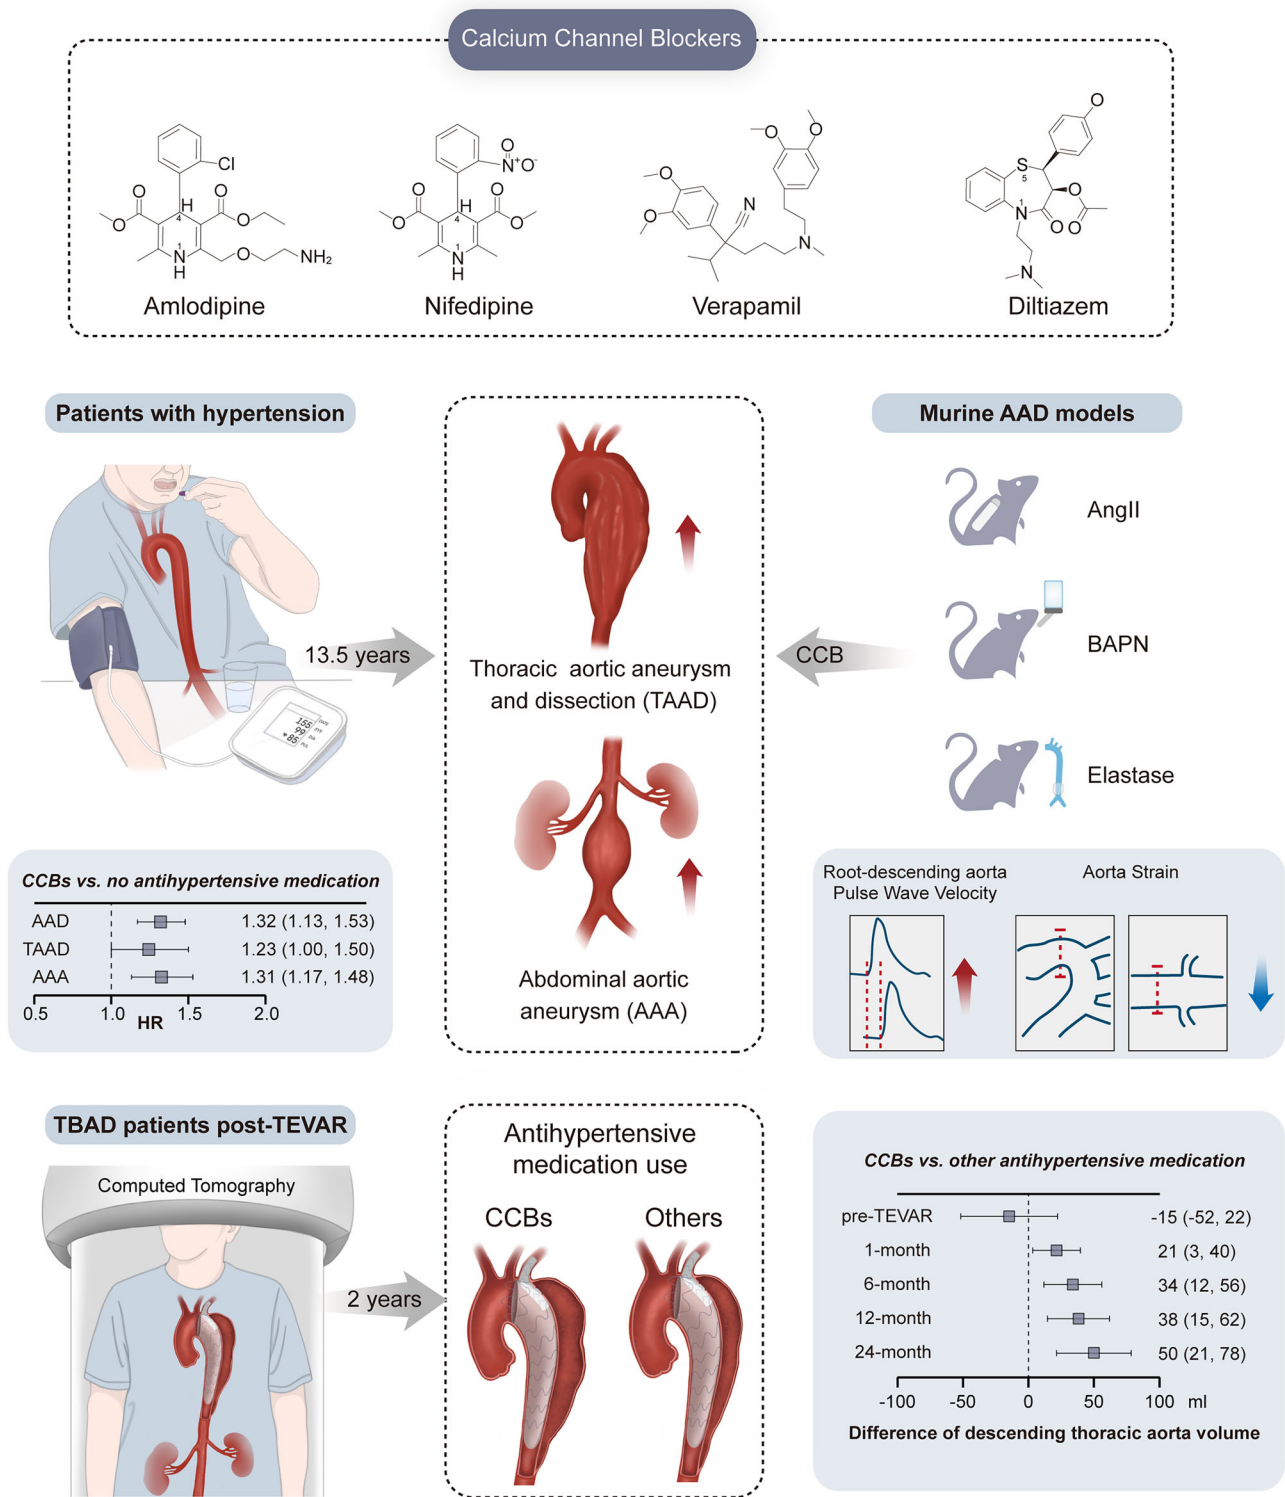 Calcium Channel Blockers
Cl
H
4
O
O
O
O
1
N
H
O
NH₂
Amlodipine
O
N⁺
O⁻
H
4
O
O
O
O
1
N
H
Nifedipine
O
O
O
O
N
N
Verapamil
O
S
5
1
N
O
O
O
N
Diltiazem
Patients with hypertension
Murine AAD models
AngII
BAPN
Elastase
13.5 years
CCB
155
99
85
DATE
SYS
DIA
PUL
Thoracic aortic aneurysm
and dissection (TAAD)
Abdominal aortic
aneurysm (AAA)
CCBs vs. no antihypertensive medication
AAD 1.32 (1.13, 1.53)
TAAD 1.23 (1.00, 1.50)
AAA 1.31 (1.17, 1.48)
0.5 1.0 1.5 2.0
HR
Root-descending aorta
Pulse Wave Velocity
Aorta Strain
TBAD patients post-TEVAR
Computed Tomography
2 years
Antihypertensive
medication use
CCBs
Others
CCBs vs. other antihypertensive medication
pre-TEVAR -15 (-52, 22)
1-month 21 (3, 40)
6-month 34 (12, 56)
12-month 38 (15, 62)
24-month 50 (21, 78)
-100 -50 0 50 100 ml
Difference of descending thoracic aorta volume